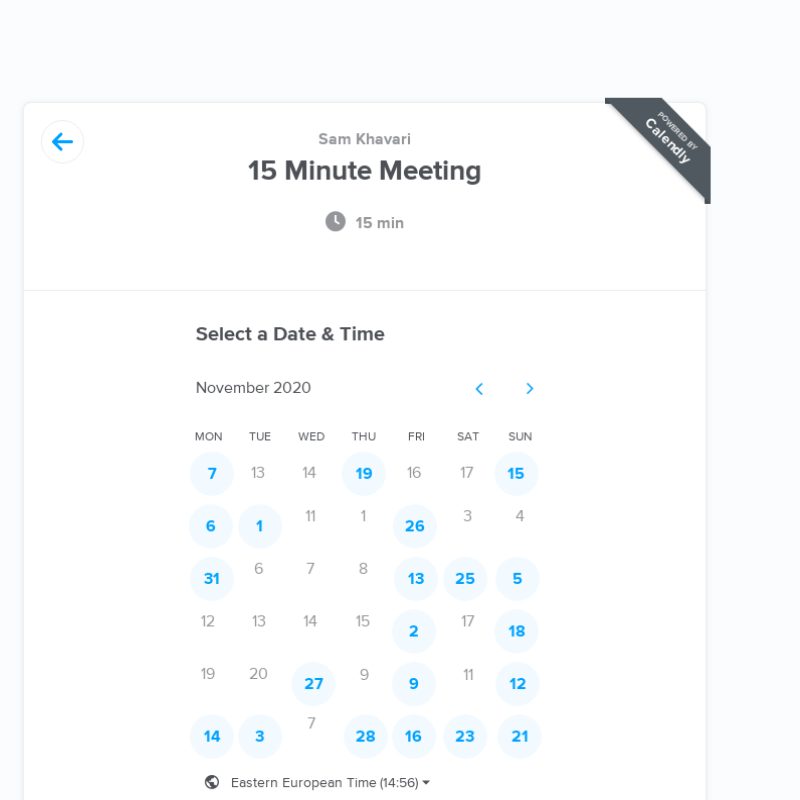 POWERED BY
Calendly
Sam Khavari
15 Minute Meeting
15 min
Select a Date & Time
November 2020
MON TUE WED THU FRI SAT SUN
7 13 14 19 16 17 15
6 1 11 1 26 3 4
31 6 7 8 13 25 5
12 13 14 15 2 17 18
19 20 27 9 9 11 12
14 3 7 28 16 23 21
Eastern European Time (14:56)